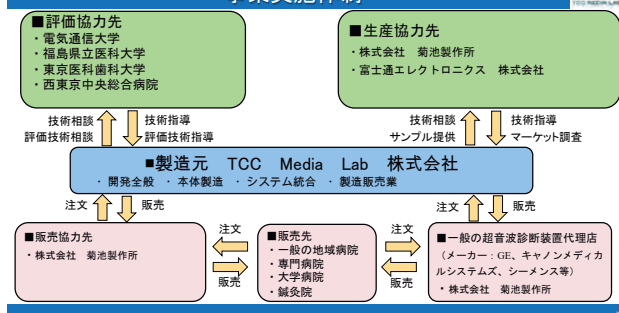 事業実施体制
TCC MEDIA LAB
■評価協力先
・電気通信大学
・福島県立医科大学
・東京医科歯科大学
・西東京中央総合病院
■生産協力先
・株式会社　菊池製作所
・富士通エレクトロニクス　株式会社
技術相談
評価技術相談
技術指導
評価技術指導
技術相談
サンプル提供
技術指導
マーケット調査
■製造元　TCC　Media　Lab　株式会社
・開発全般　・本体製造　・システム統合　・製造販売業
注文
販売
注文
販売
■販売協力先
・株式会社　菊池製作所
注文
販売
■販売先
・一般の地域病院
・専門病院
・大学病院
・鍼灸院
注文
販売
■一般の超音波診断装置代理店
（メーカー：GE、キャノンメディカ
ルシステムズ、シーメンス等）
・株式会社　菊池製作所